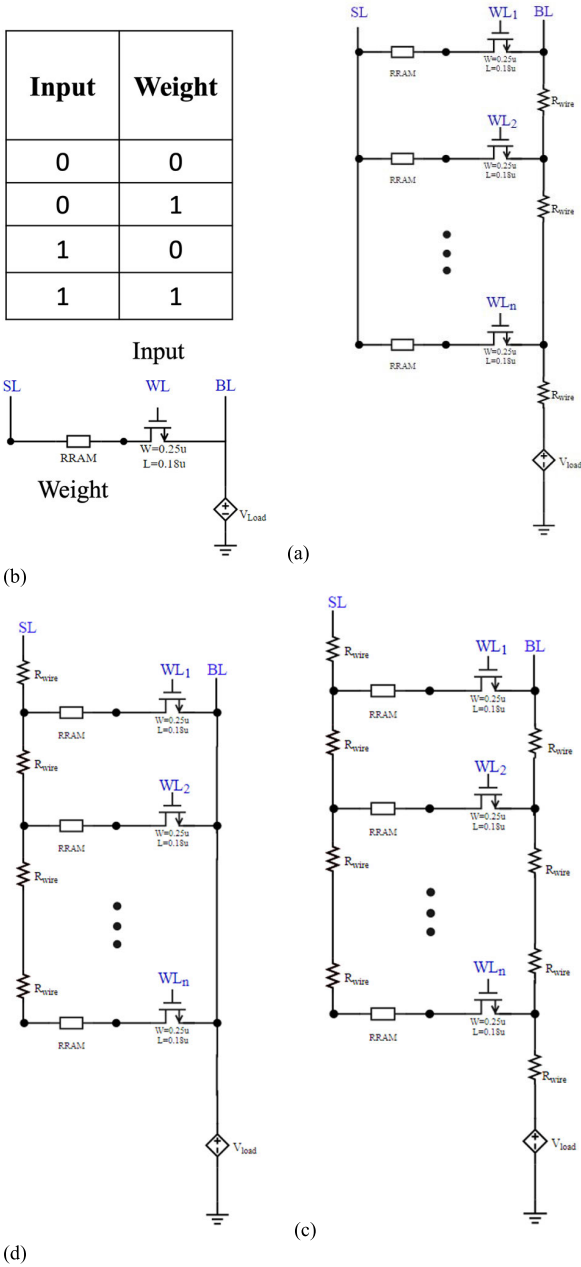 Input Weight
0 0
0 1
1 0
1 1
Input
SL WL BL
RRAM
W=0.25u
L=0.18u
Weight
VLoad
(b)
SL WL1 BL
RRAM
W=0.25u
L=0.18u
Rwire
WL2
RRAM
W=0.25u
L=0.18u
Rwire
WLn
RRAM
W=0.25u
L=0.18u
Rwire
Vload
(a)
SL
Rwire
WL1 BL
RRAM
W=0.25u
L=0.18u
Rwire
WL2
RRAM
W=0.25u
L=0.18u
Rwire
Rwire
WLn
RRAM
W=0.25u
L=0.18u
Vload
(d)
SL
Rwire
WL1 BL
RRAM
W=0.25u
L=0.18u
Rwire Rwire
WL2
RRAM
W=0.25u
L=0.18u
Rwire Rwire
Rwire Rwire
WLn
RRAM
W=0.25u
L=0.18u
Rwire
Vload
(c)